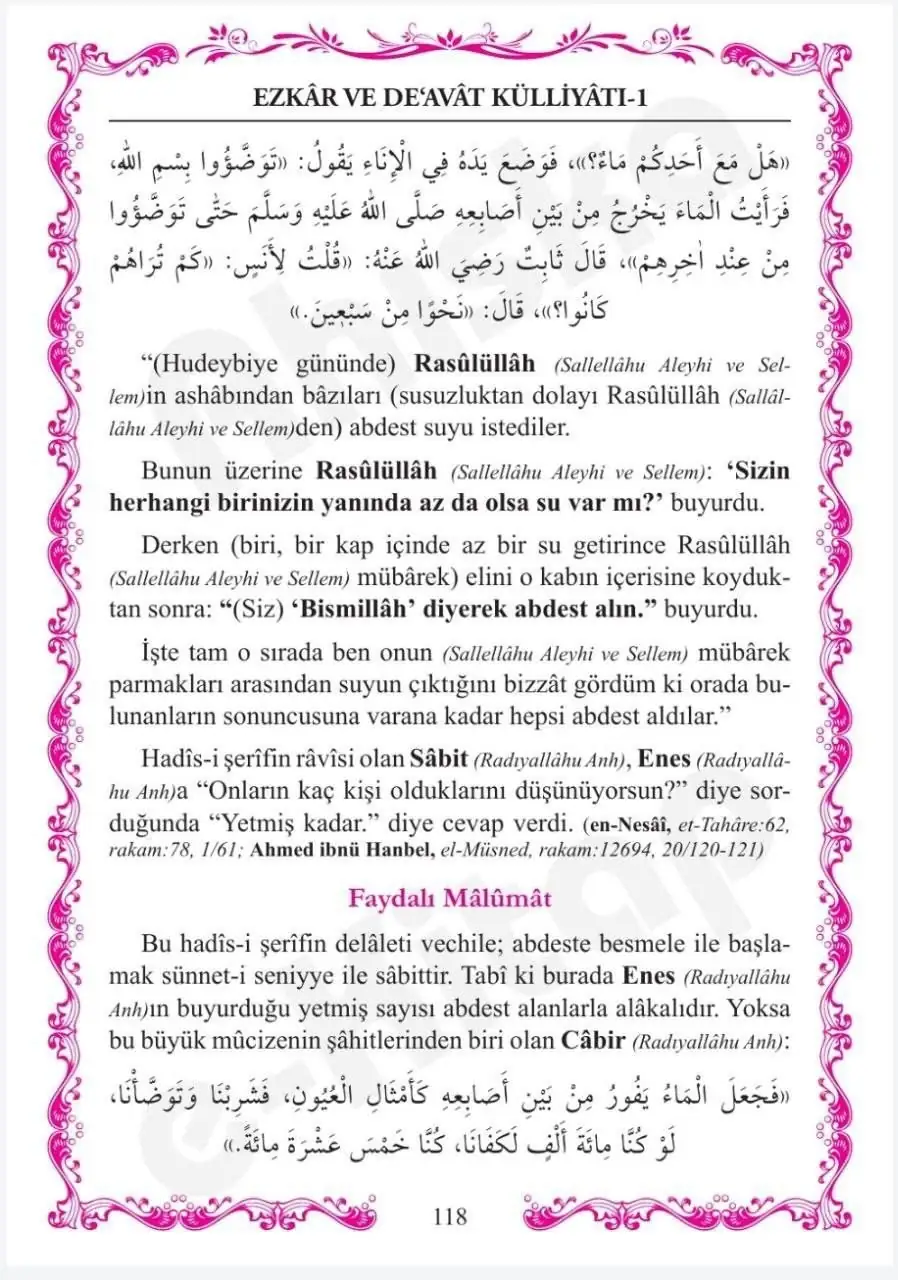 EZKÂR VE DE‘AVÂT KÜLLİYÂTI-1
«هَلْ مَعَ أَحَدِكُمْ مَاءٌ؟»، فَوَضَعَ يَدَهُ فِي الْإِنَاءِ يَقُولُ: «تَوَضَّؤُوا بِسْمِ اللّٰهِ،
فَرَأَيْتُ الْمَاءَ يَخْرُجُ مِنْ بَيْنِ أَصَابِعِهِ صَلَّى اللّٰهُ عَلَيْهِ وَسَلَّمَ حَتّٰى تَوَضَّؤُوا
مِنْ عِنْدِ اٰخِرِهِمْ»، قَالَ ثَابِتٌ رَضِيَ اللّٰهُ عَنْهُ: «قُلْتُ لِأَنَسٍ: «كَمْ تُرَاهُمْ
كَانُوا؟»، قَالَ: «نَحْوًا مِنْ سَبْعِينَ.»
“(Hudeybiye gününde) Rasûlüllâh (Sallellâhu Aleyhi ve Sel-
lem)in ashâbından bâzıları (susuzluktan dolayı Rasûlüllâh (Sallâl-
lâhu Aleyhi ve Sellem)den) abdest suyu istediler.
Bunun üzerine Rasûlüllâh (Sallellâhu Aleyhi ve Sellem): ‘Sizin
herhangi birinizin yanında az da olsa su var mı?’ buyurdu.
Derken (biri, bir kap içinde az bir su getirince Rasûlüllâh
(Sallellâhu Aleyhi ve Sellem) mübârek) elini o kabın içerisine koyduk-
tan sonra: “(Siz) ‘Bismillâh’ diyerek abdest alın.” buyurdu.
İşte tam o sırada ben onun (Sallellâhu Aleyhi ve Sellem) mübârek
parmakları arasından suyun çıktığını bizzât gördüm ki orada bu-
lunanların sonuncusuna varana kadar hepsi abdest aldılar.”
Hadîs-i şerîfin râvîsi olan Sâbit (Radıyallâhu Anh), Enes (Radıyallâ-
hu Anh)a “Onların kaç kişi olduklarını düşünüyorsun?” diye sor-
duğunda “Yetmiş kadar.” diye cevap verdi. (en-Nesâî, et-Tahâre:62,
rakam:78, 1/61; Ahmed ibnü Hanbel, el-Müsned, rakam:12694, 20/120-121)
Faydalı Mâlûmât
Bu hadîs-i şerîfin delâleti vechile; abdeste besmele ile başla-
mak sünnet-i seniyye ile sâbittir. Tabî ki burada Enes (Radıyallâhu
Anh)ın buyurduğu yetmiş sayısı abdest alanlarla alâkalıdır. Yoksa
bu büyük mûcizenin şâhitlerinden biri olan Câbir (Radıyallâhu Anh):
«فَجَعَلَ الْمَاءُ يَفُورُ مِنْ بَيْنِ أَصَابِعِهِ كَأَمْثَالِ الْعُيُونِ، فَشَرِبْنَا وَتَوَضَّأْنَا،
لَوْ كُنَّا مِائَةَ أَلْفٍ لَكَفَانَا، كُنَّا خَمْسَ عَشْرَةَ مِائَةً.»
118
Ahıska
e-Kitap